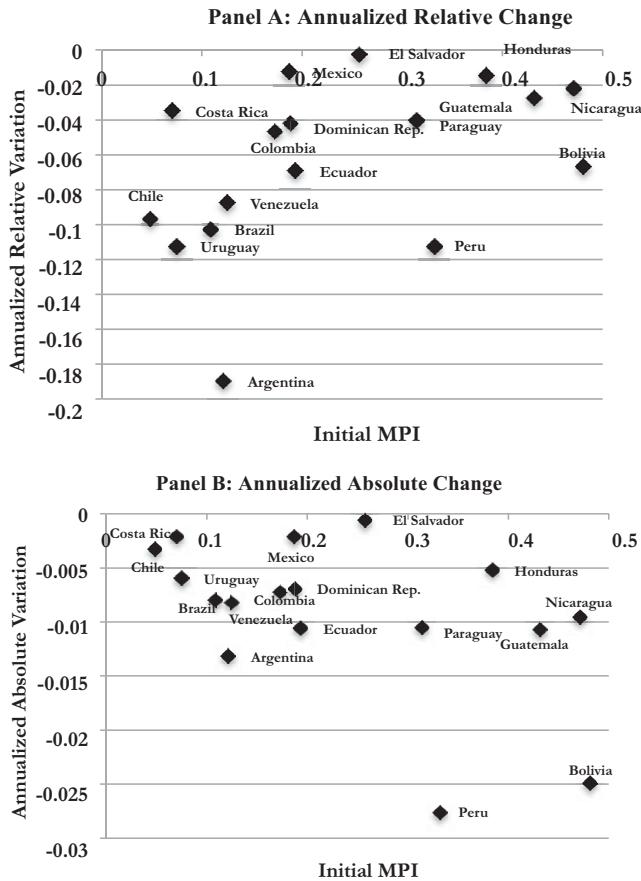 Panel A: Annualized Relative Change
0 0.1 0.2 0.3 0.4 0.5
0
-0.02
-0.04
-0.06
-0.08
-0.1
-0.12
-0.14
-0.16
-0.18
-0.2
Annualized Relative Variation
El Salvador
Honduras
Mexico
Guatemala
Nicaragua
Costa Rica
Dominican Rep.
Paraguay
Colombia
Bolivia
Ecuador
Chile
Venezuela
Brazil
Uruguay
Peru
Argentina
Initial MPI
Panel B: Annualized Absolute Change
0 0.1 0.2 0.3 0.4 0.5
0
-0.005
-0.01
-0.015
-0.02
-0.025
-0.03
Annualized Absolute Variation
El Salvador
Costa Rica
Mexico
Chile
Uruguay
Honduras
Dominican Rep.
Colombia
Brazil
Venezuela
Nicaragua
Ecuador
Paraguay
Guatemala
Argentina
Bolivia
Peru
Initial MPI